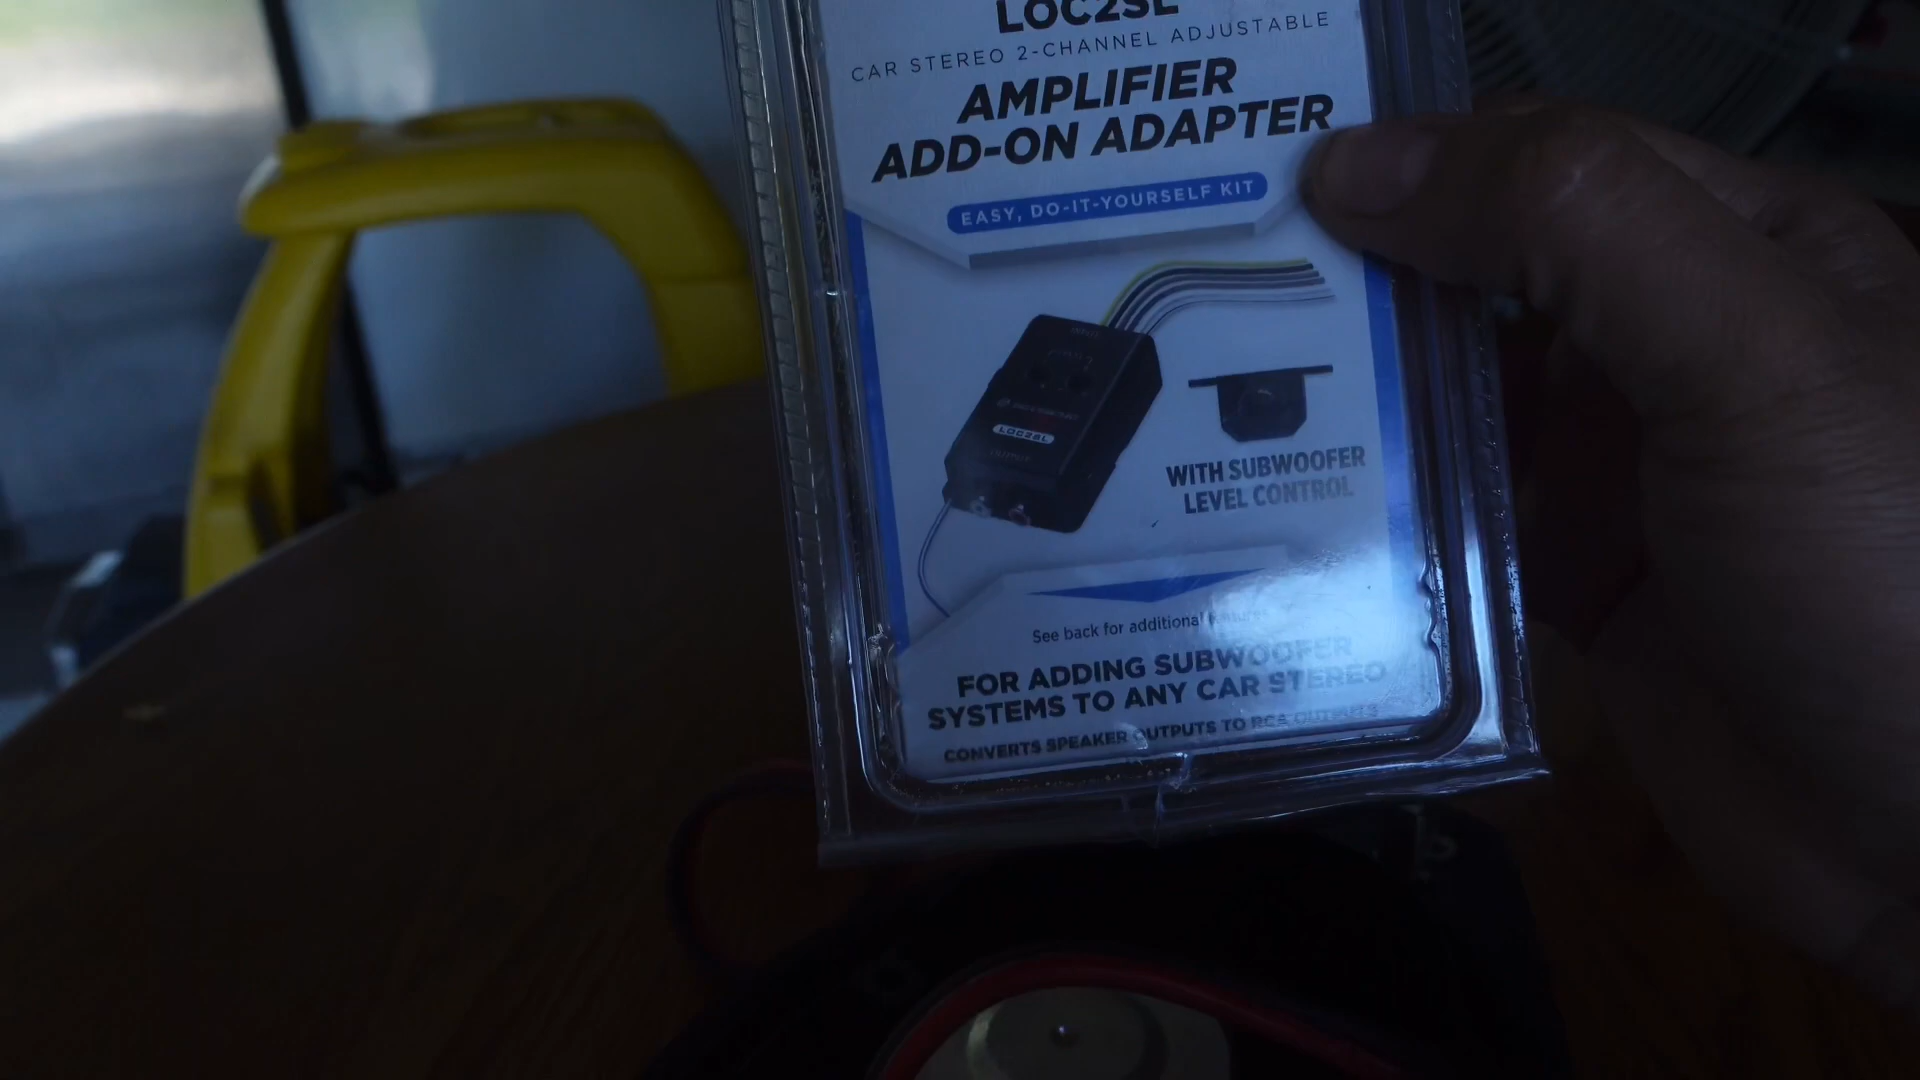 LOC2SL
CAR STEREO 2-CHANNEL ADJUSTABLE
AMPLIFIER
ADD-ON ADAPTER
EASY, DO-IT-YOURSELF KIT
LOC2SL
WITH SUBWOOFER
LEVEL CONTROL
See back for additional
FOR ADDING SUBWOOFER
SYSTEMS TO ANY CAR STEREO
CONVERTS SPEAKER OUTPUTS TO RCA OUTPUTS